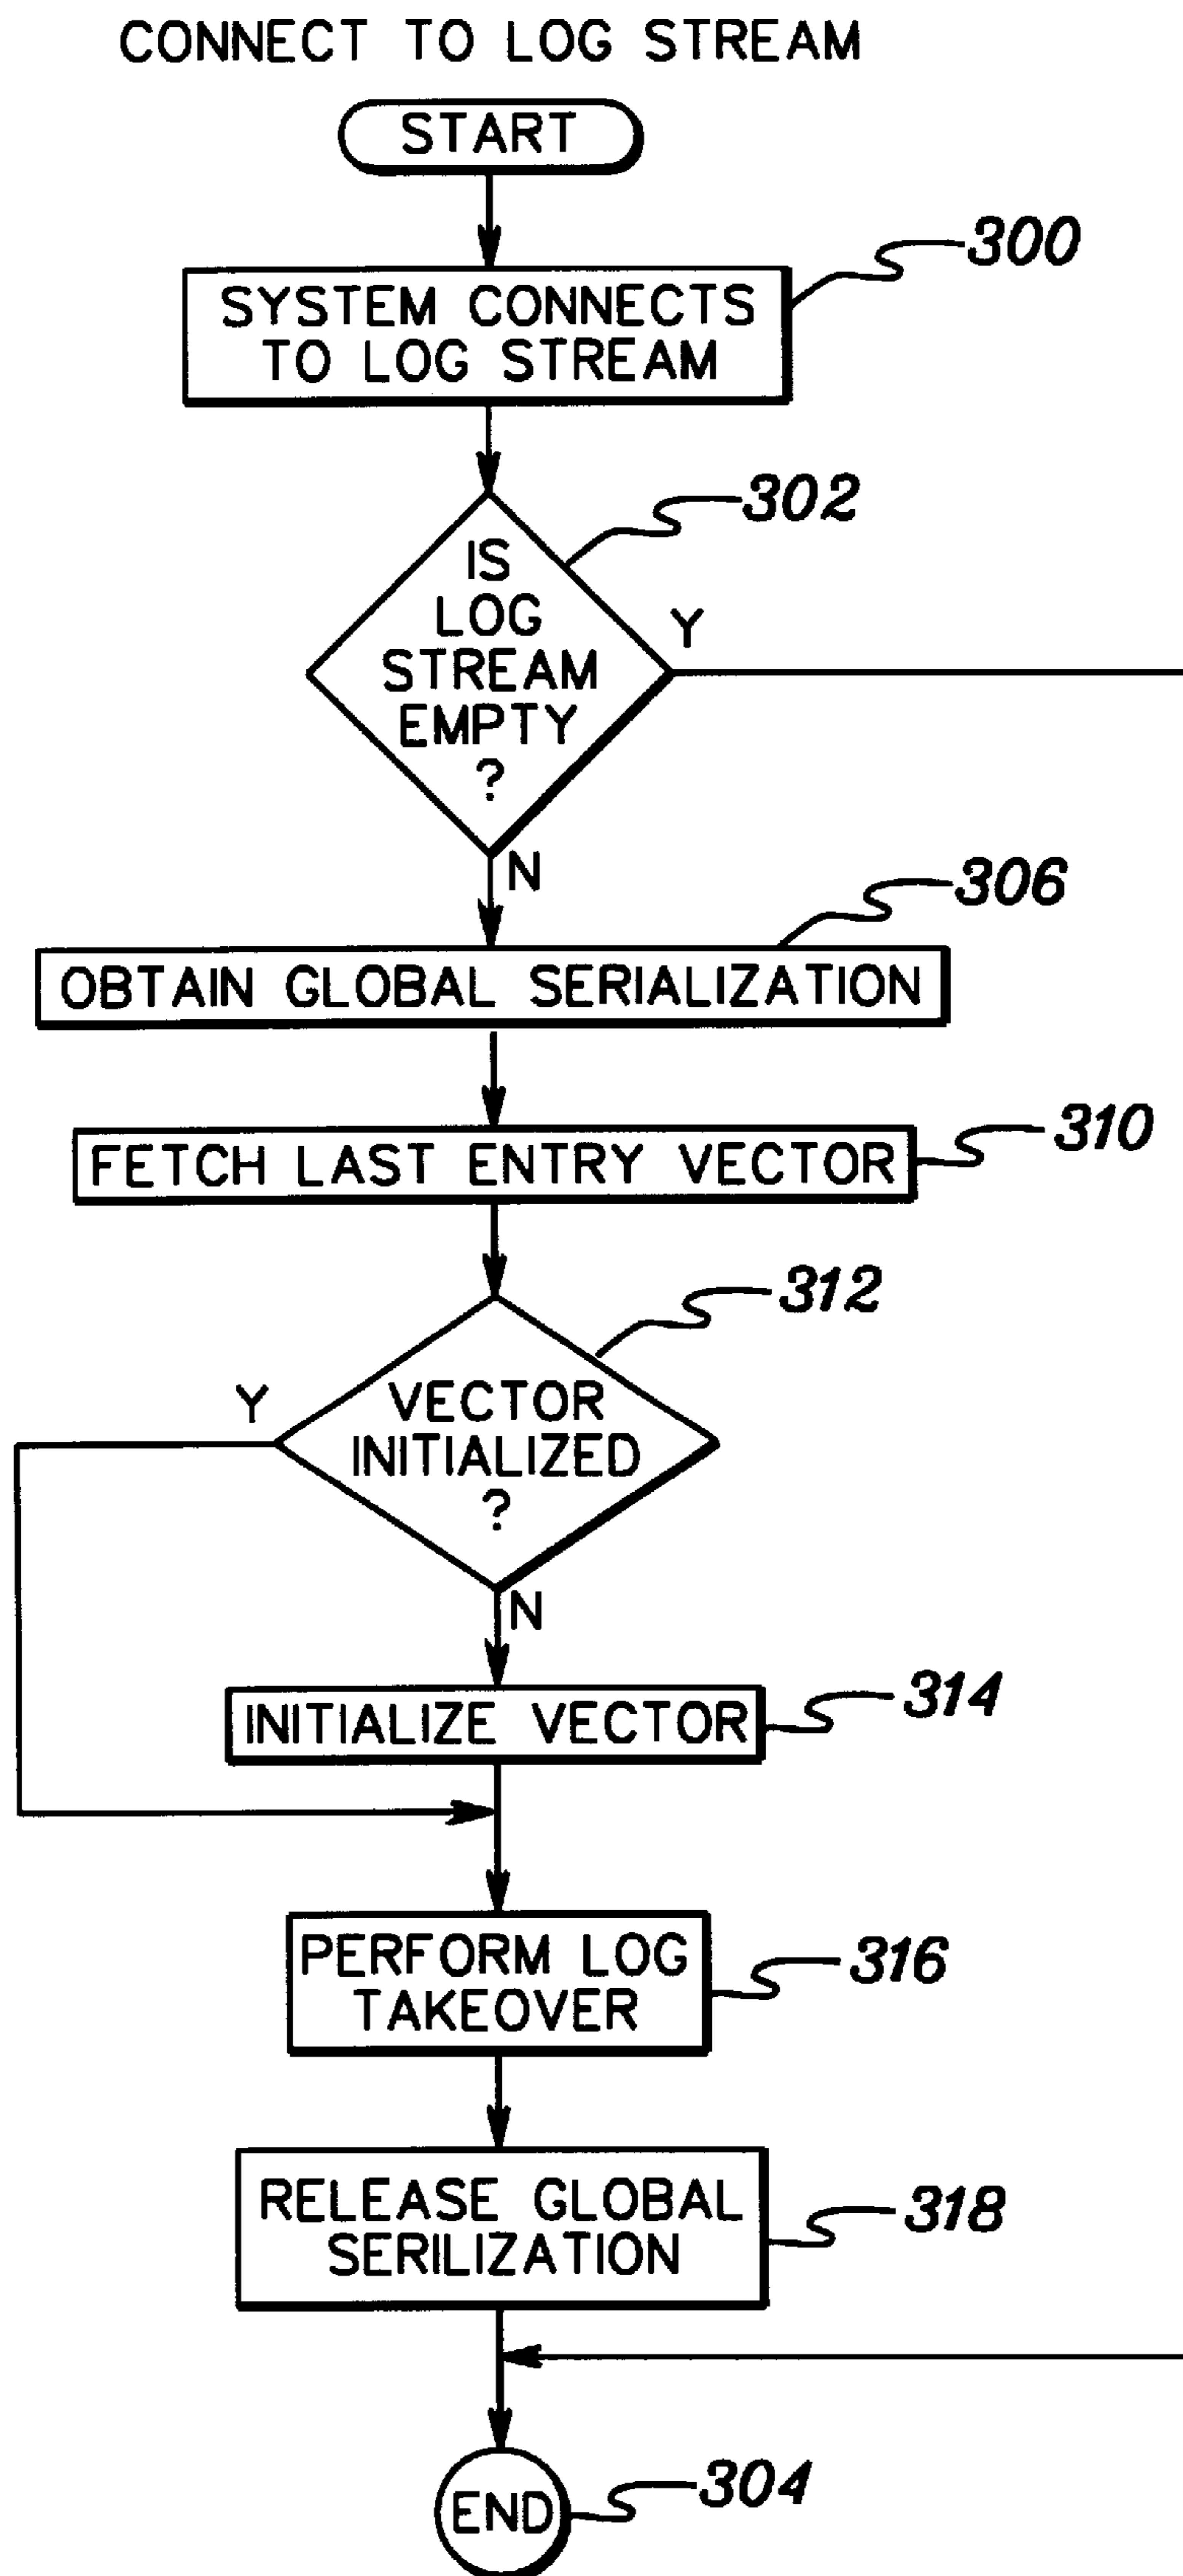 CONNECT TO LOG STREAM
START
300
SYSTEM CONNECTS
TO LOG STREAM
302
IS
LOG
STREAM
EMPTY
?
Y
N
306
OBTAIN GLOBAL SERIALIZATION
310
FETCH LAST ENTRY VECTOR
312
Y
VECTOR
INITIALIZED
?
N
314
INITIALIZE VECTOR
316
PERFORM LOG
TAKEOVER
318
RELEASE GLOBAL
SERILIZATION
304
END